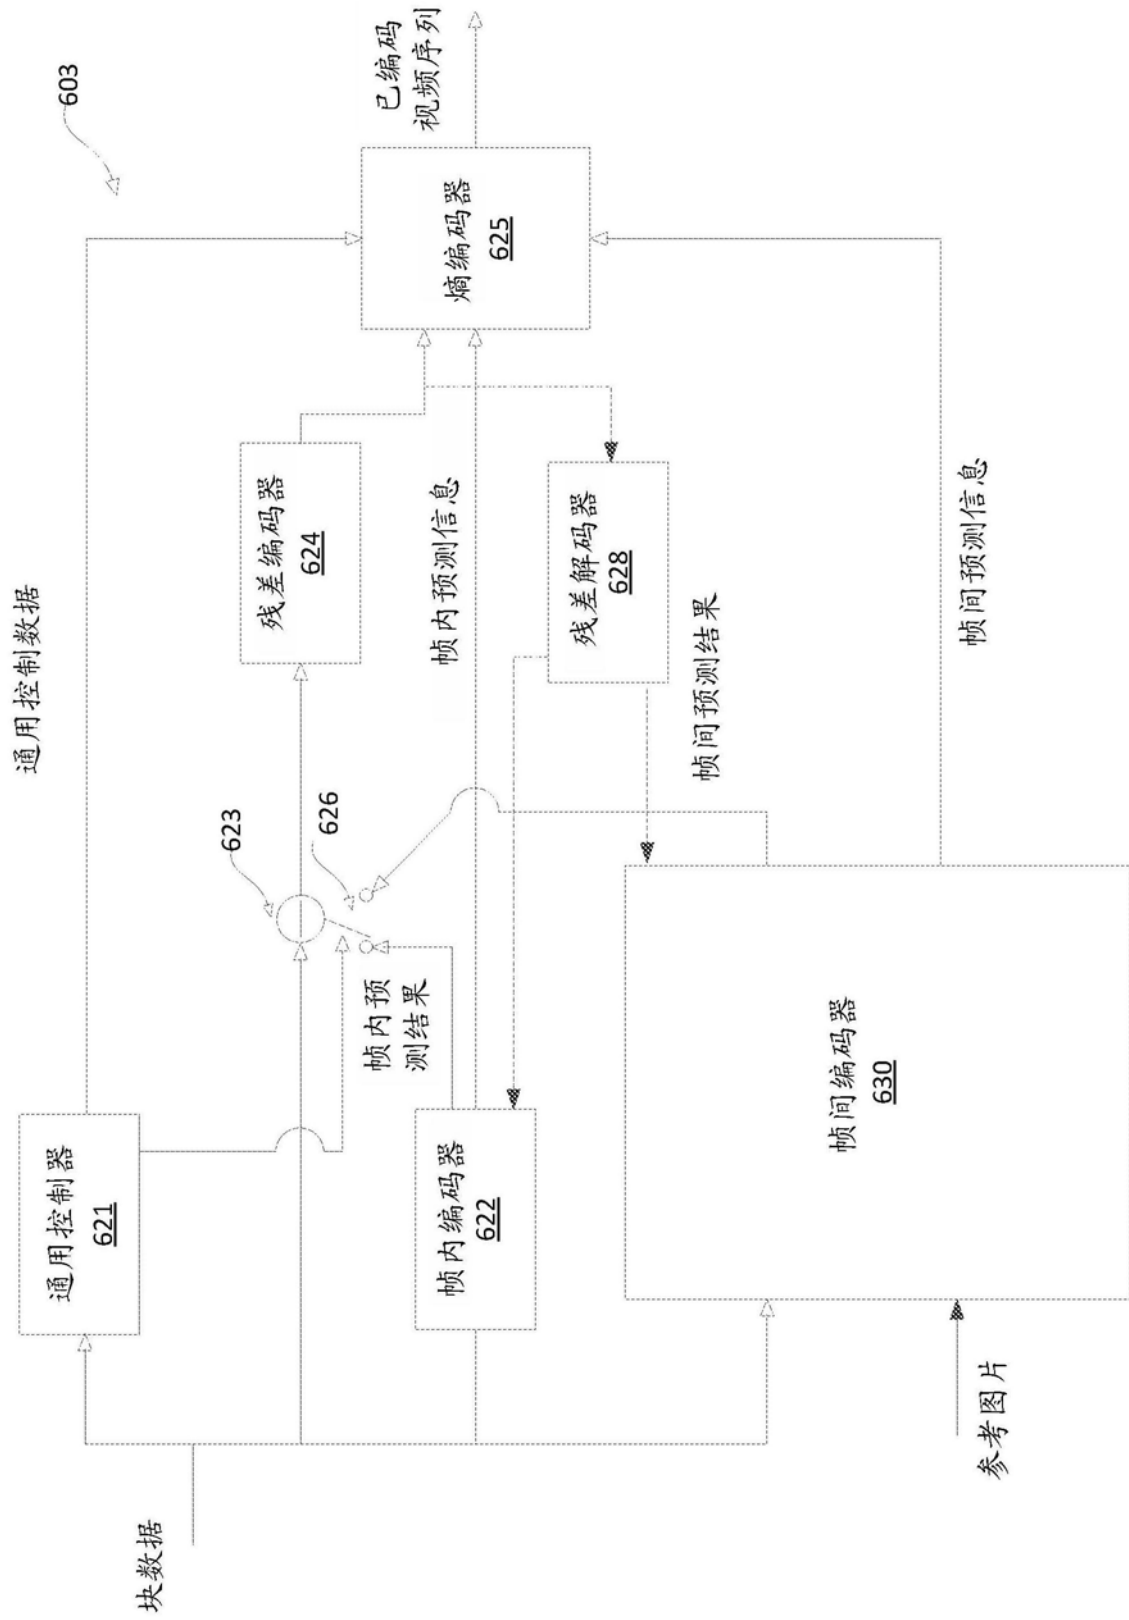 603
通用控制数据
已编码
视频序列
熵编码器
625
残差编码器
624
623
626
通用控制器
621
块数据
帧内预
测结果
帧内预测信息
残差解码器
628
帧内编码器
622
帧间预测结果
帧间编码器
630
帧间预测信息
参考图片